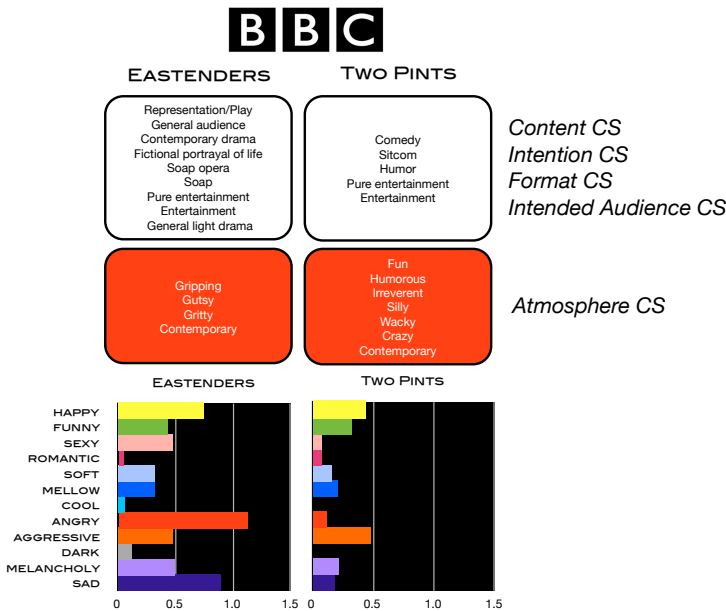 BBC
EASTENDERS
TWO PINTS
Representation/Play
General audience
Contemporary drama
Fictional portrayal of life
Soap opera
Soap
Pure entertainment
Entertainment
General light drama
Comedy
Sitcom
Humor
Pure entertainment
Entertainment
Content CS
Intention CS
Format CS
Intended Audience CS
Gripping
Gutsy
Gritty
Contemporary
Fun
Humorous
Irreverent
Silly
Wacky
Crazy
Contemporary
Atmosphere CS
EASTENDERS
TWO PINTS
HAPPY
FUNNY
SEXY
ROMANTIC
SOFT
MELLOW
COOL
ANGRY
AGGRESSIVE
DARK
MELANCHOLY
SAD
0 0.5 1.0 1.5
0 0.5 1.0 1.5